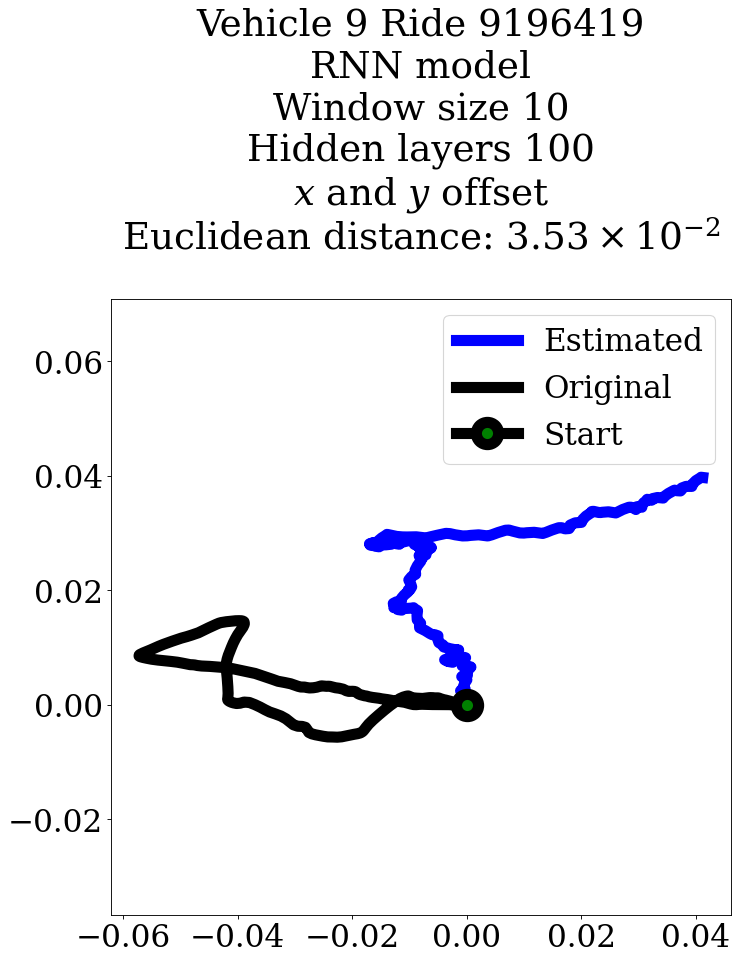 Vehicle 9 Ride 9196419
RNN model
Window size 10
Hidden layers 100
x and y offset
Euclidean distance: 3.53 × 10⁻²
Estimated
Original
Start
0.06
0.04
0.02
0.00
−0.02
−0.06 −0.04 −0.02 0.00 0.02 0.04